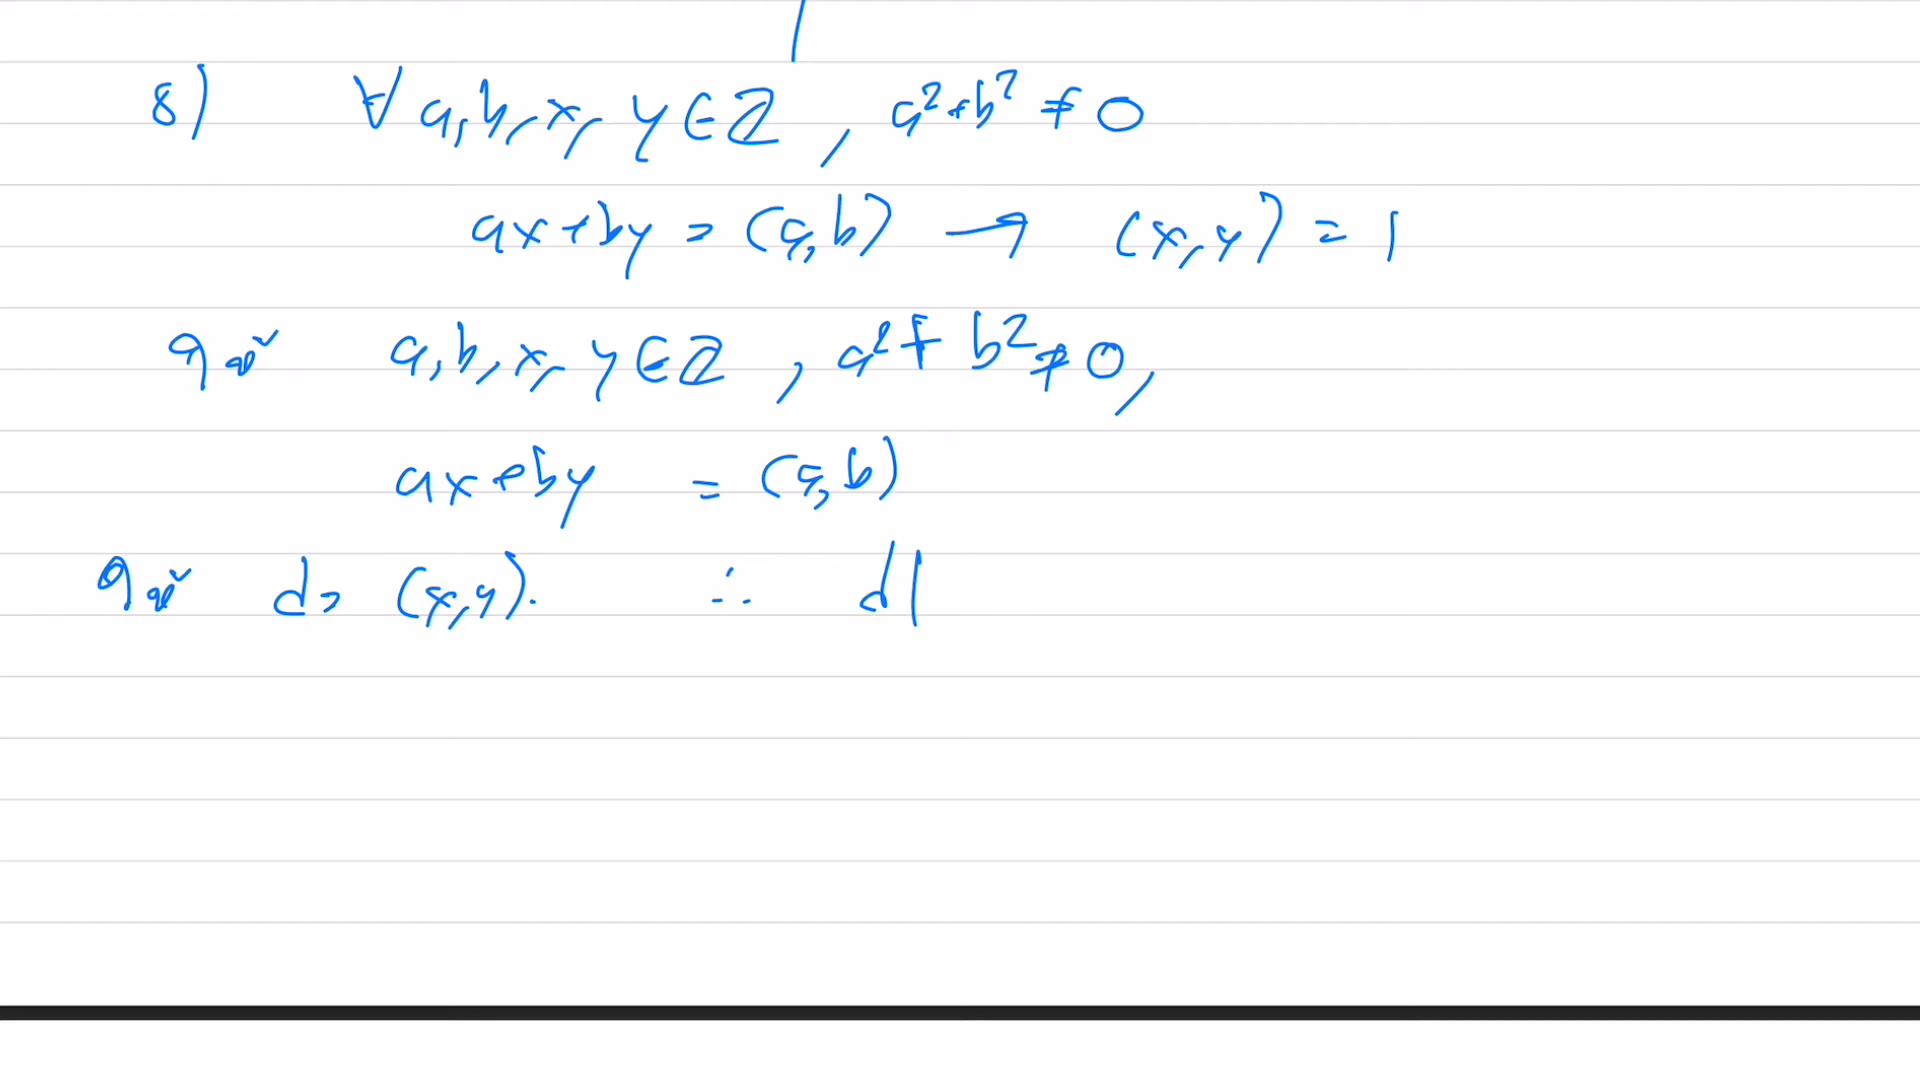 8) ∀ a, b, x, y ∈ ℤ, a² + b² ≠ 0
ax + by = (a, b) → (x, y) = 1
a, b, x, y ∈ ℤ, a² + b² ≠ 0,
ax + by = (a, b)
d = (x, y). ∴ d|